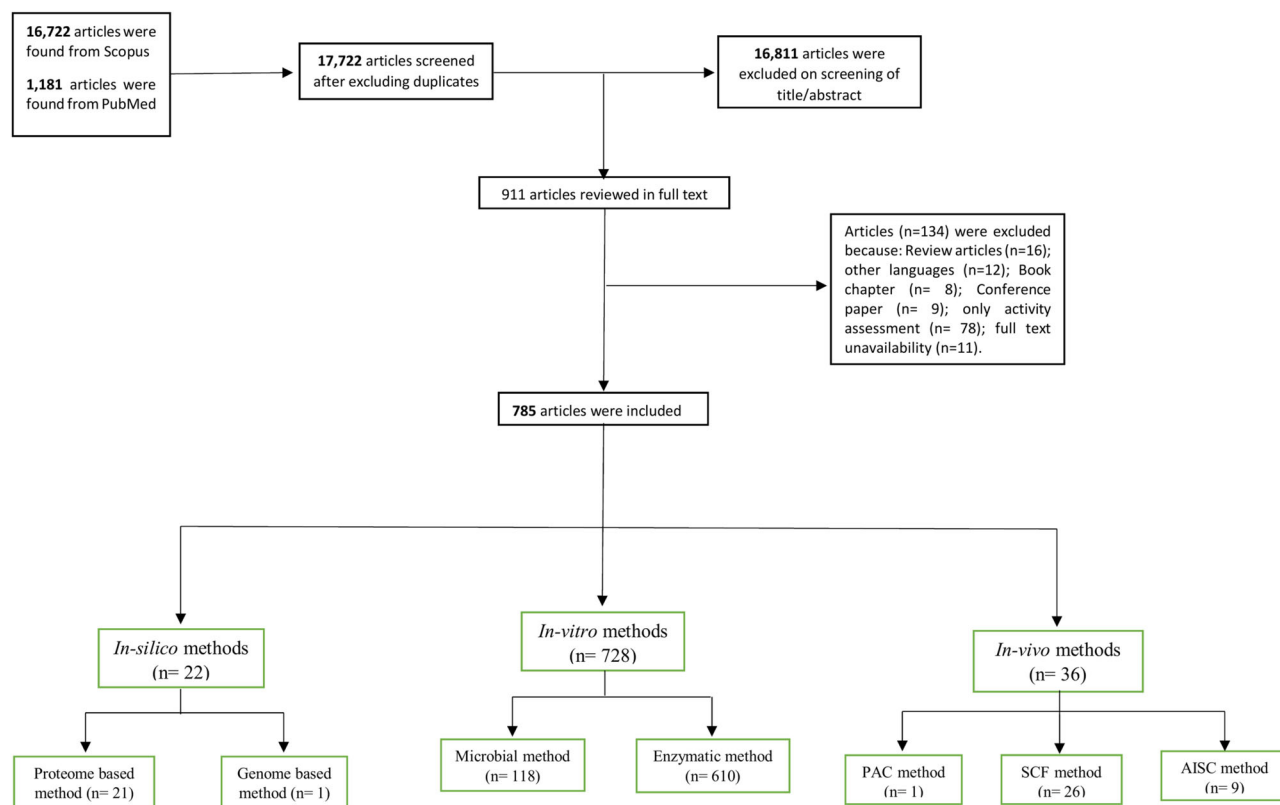 16,722 articles were
found from Scopus
1,181 articles were
found from PubMed
17,722 articles screened
after excluding duplicates
16,811 articles were
excluded on screening of
title/abstract
911 articles reviewed in full text
Articles (n=134) were excluded
because: Review articles (n=16);
other languages (n=12); Book
chapter (n= 8); Conference
paper (n= 9); only activity
assessment (n= 78); full text
unavailability (n=11).
785 articles were included
In-silico methods
(n= 22)
In-vitro methods
(n= 728)
In-vivo methods
(n= 36)
Proteome based
method (n= 21)
Genome based
method (n= 1)
Microbial method
(n= 118)
Enzymatic method
(n= 610)
PAC method
(n= 1)
SCF method
(n= 26)
AISC method
(n= 9)